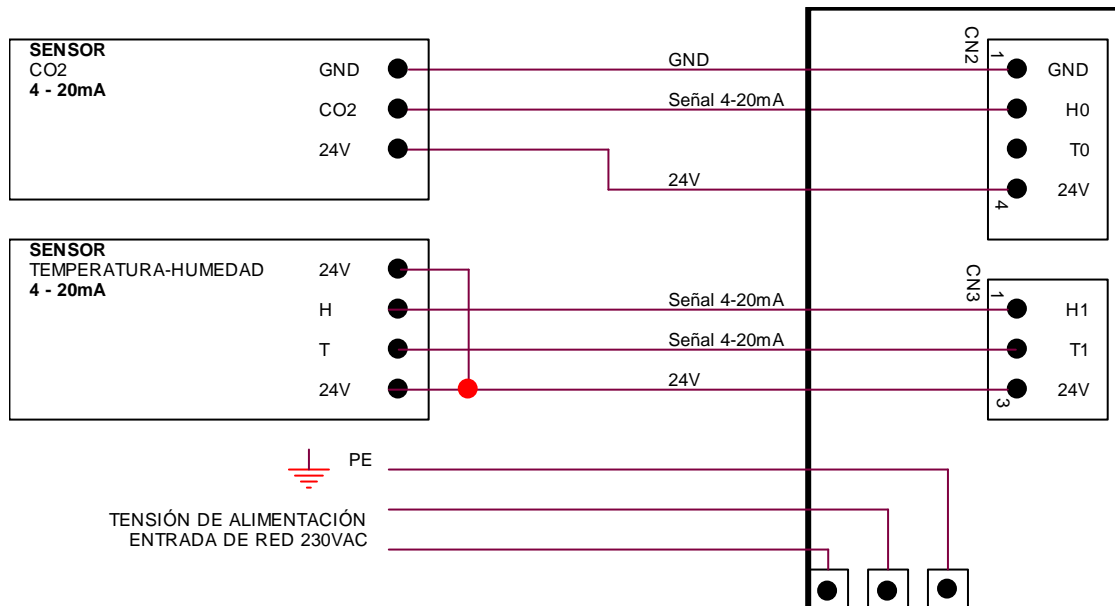 SENSOR
CO2
4 - 20mA
GND
CO2
24V
GND
Señal 4-20mA
24V
CN2
1
GND
H0
T0
24V
4
SENSOR
TEMPERATURA-HUMEDAD
4 - 20mA
24V
H
T
24V
Señal 4-20mA
Señal 4-20mA
24V
CN3
1
H1
T1
24V
3
PE
TENSIÓN DE ALIMENTACIÓN
ENTRADA DE RED 230VAC